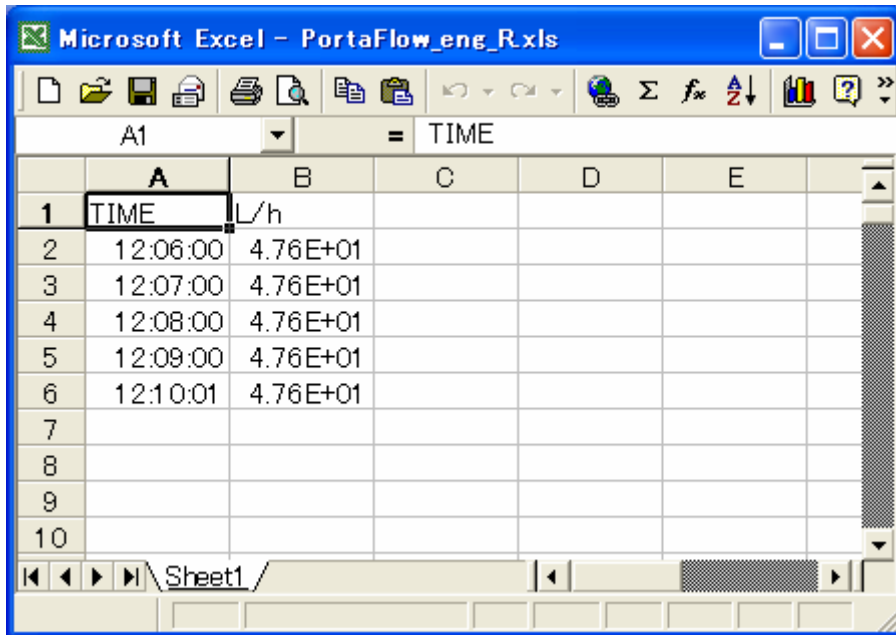 Microsoft Excel - PortaFlow_eng_R.xls
A1 = TIME
A B C D E
1 TIME L/h
2 12:06:00 4.76E+01
3 12:07:00 4.76E+01
4 12:08:00 4.76E+01
5 12:09:00 4.76E+01
6 12:10:01 4.76E+01
7
8
9
10
Sheet1